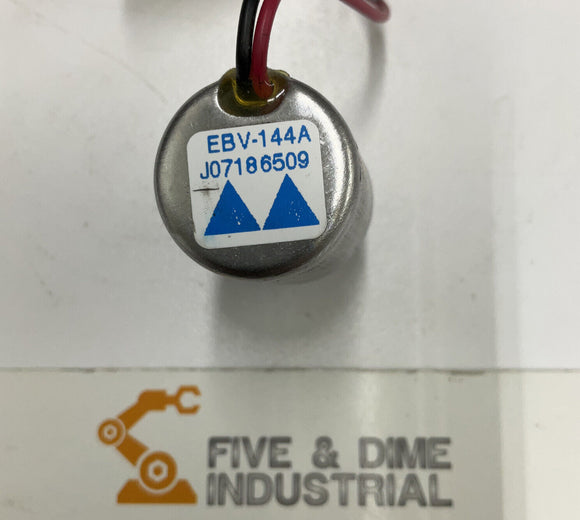 EBV-144A
J07186509
FIVE & DIME
INDUSTRIAL